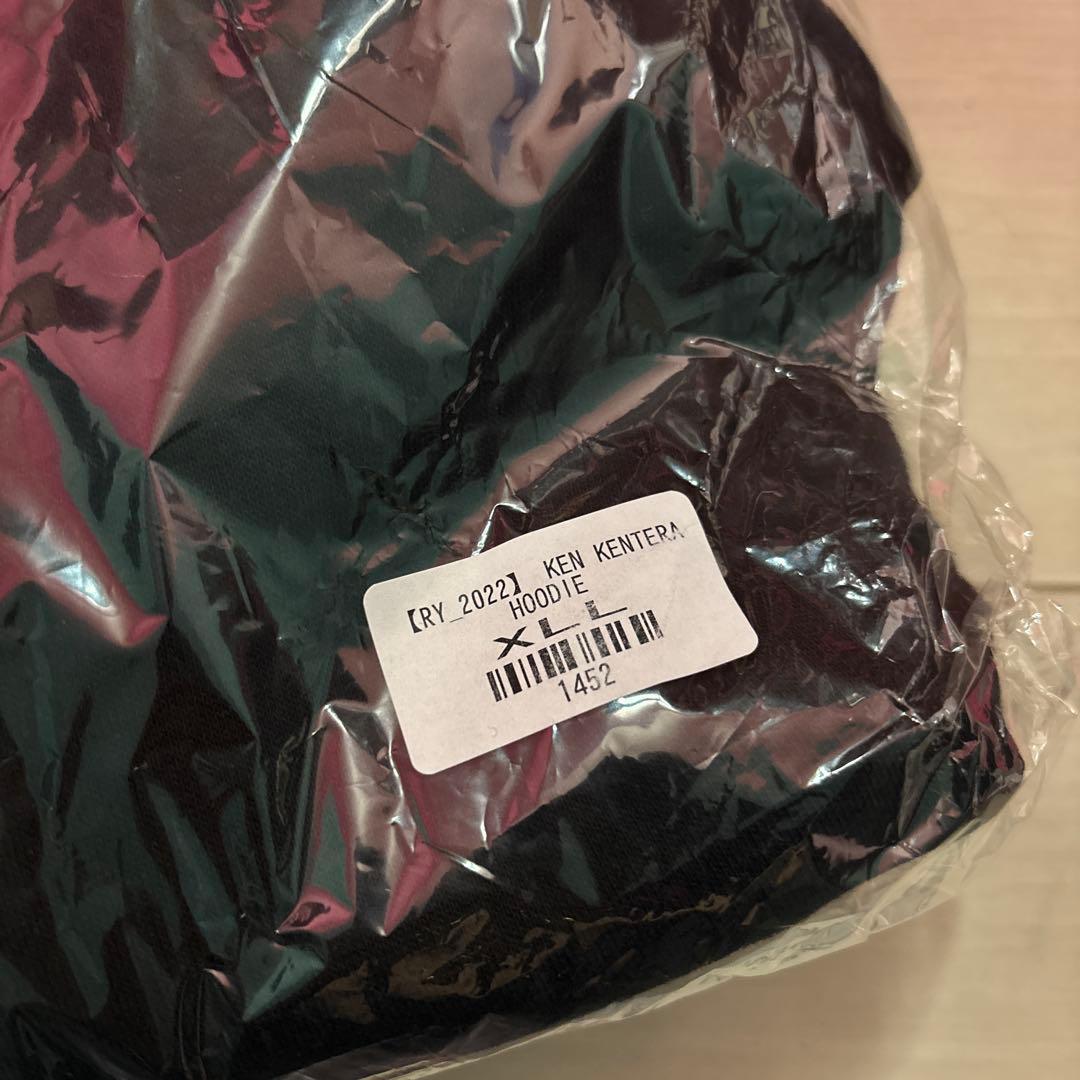 【RY_2022】 KEN KENTERA
HOODIE
XLL
1452